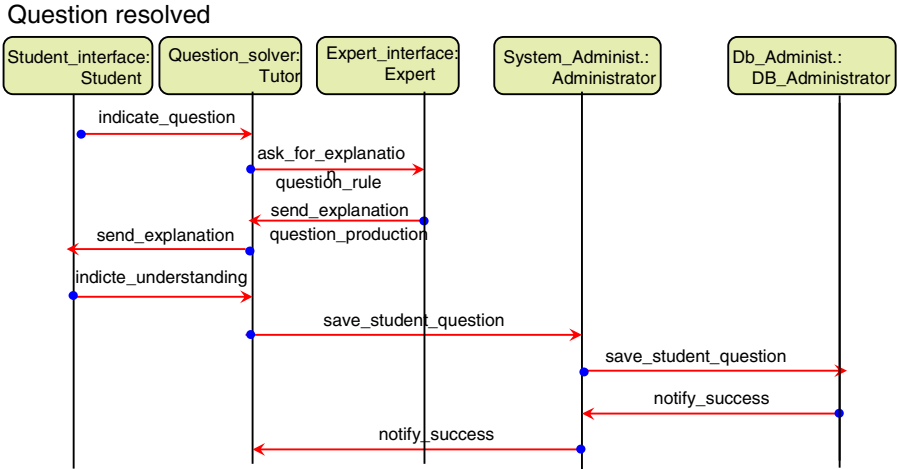 Question resolved
Student_interface:
Student
Question_solver:
Tutor
Expert_interface:
Expert
System_Administ.:
Administrator
Db_Administ.:
DB_Administrator
indicate_question
ask_for_explanatio
n
question_rule
send_explanation
question_production
send_explanation
indicte_understanding
save_student_question
save_student_question
notify_success
notify_success